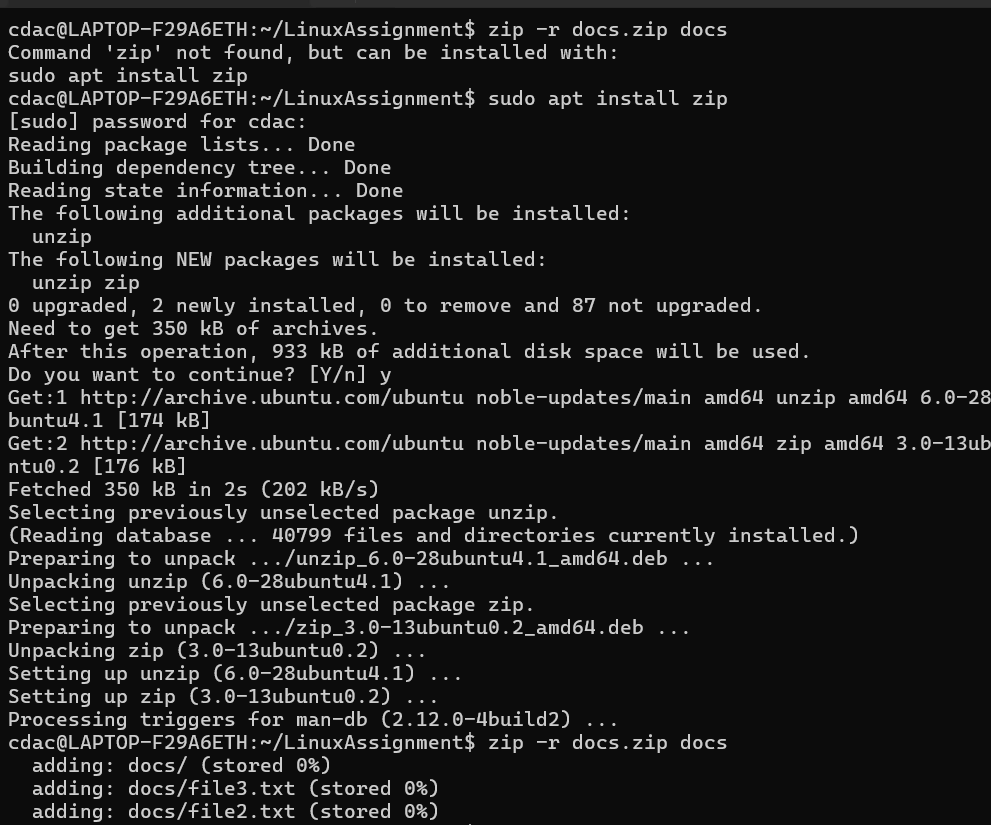 cdac@LAPTOP-F29A6ETH:~/LinuxAssignment$ zip -r docs.zip docs
Command 'zip' not found, but can be installed with:
sudo apt install zip
cdac@LAPTOP-F29A6ETH:~/LinuxAssignment$ sudo apt install zip
[sudo] password for cdac:
Reading package lists... Done
Building dependency tree... Done
Reading state information... Done
The following additional packages will be installed:
  unzip
The following NEW packages will be installed:
  unzip zip
0 upgraded, 2 newly installed, 0 to remove and 87 not upgraded.
Need to get 350 kB of archives.
After this operation, 933 kB of additional disk space will be used.
Do you want to continue? [Y/n] y
Get:1 http://archive.ubuntu.com/ubuntu noble-updates/main amd64 unzip amd64 6.0-28
buntu4.1 [174 kB]
Get:2 http://archive.ubuntu.com/ubuntu noble-updates/main amd64 zip amd64 3.0-13ub
ntu0.2 [176 kB]
Fetched 350 kB in 2s (202 kB/s)
Selecting previously unselected package unzip.
(Reading database ... 40799 files and directories currently installed.)
Preparing to unpack .../unzip_6.0-28ubuntu4.1_amd64.deb ...
Unpacking unzip (6.0-28ubuntu4.1) ...
Selecting previously unselected package zip.
Preparing to unpack .../zip_3.0-13ubuntu0.2_amd64.deb ...
Unpacking zip (3.0-13ubuntu0.2) ...
Setting up unzip (6.0-28ubuntu4.1) ...
Setting up zip (3.0-13ubuntu0.2) ...
Processing triggers for man-db (2.12.0-4build2) ...
cdac@LAPTOP-F29A6ETH:~/LinuxAssignment$ zip -r docs.zip docs
  adding: docs/ (stored 0%)
  adding: docs/file3.txt (stored 0%)
  adding: docs/file2.txt (stored 0%)